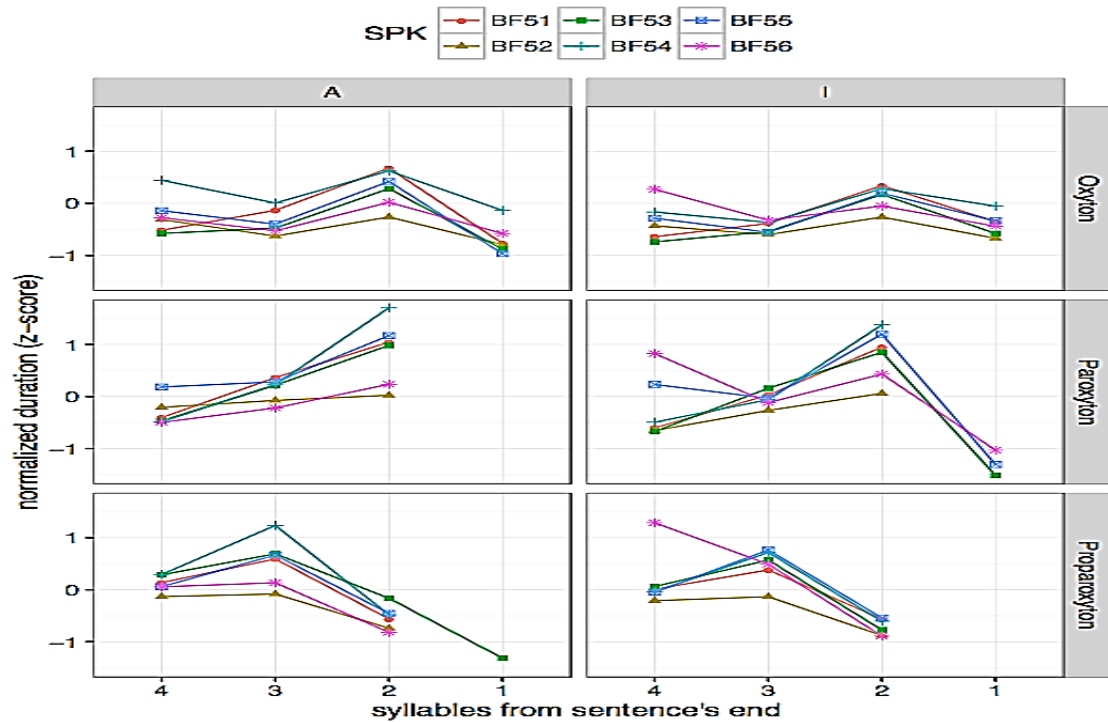 SPK BF51 BF53 BF55
BF52 BF54 BF56
A I
1
0
−1
Oxyton
1
0
−1
Paroxyton
1
0
−1
Proparoxyton
normalized duration (z−score)
4 3 2 1 4 3 2 1
syllables from sentence's end